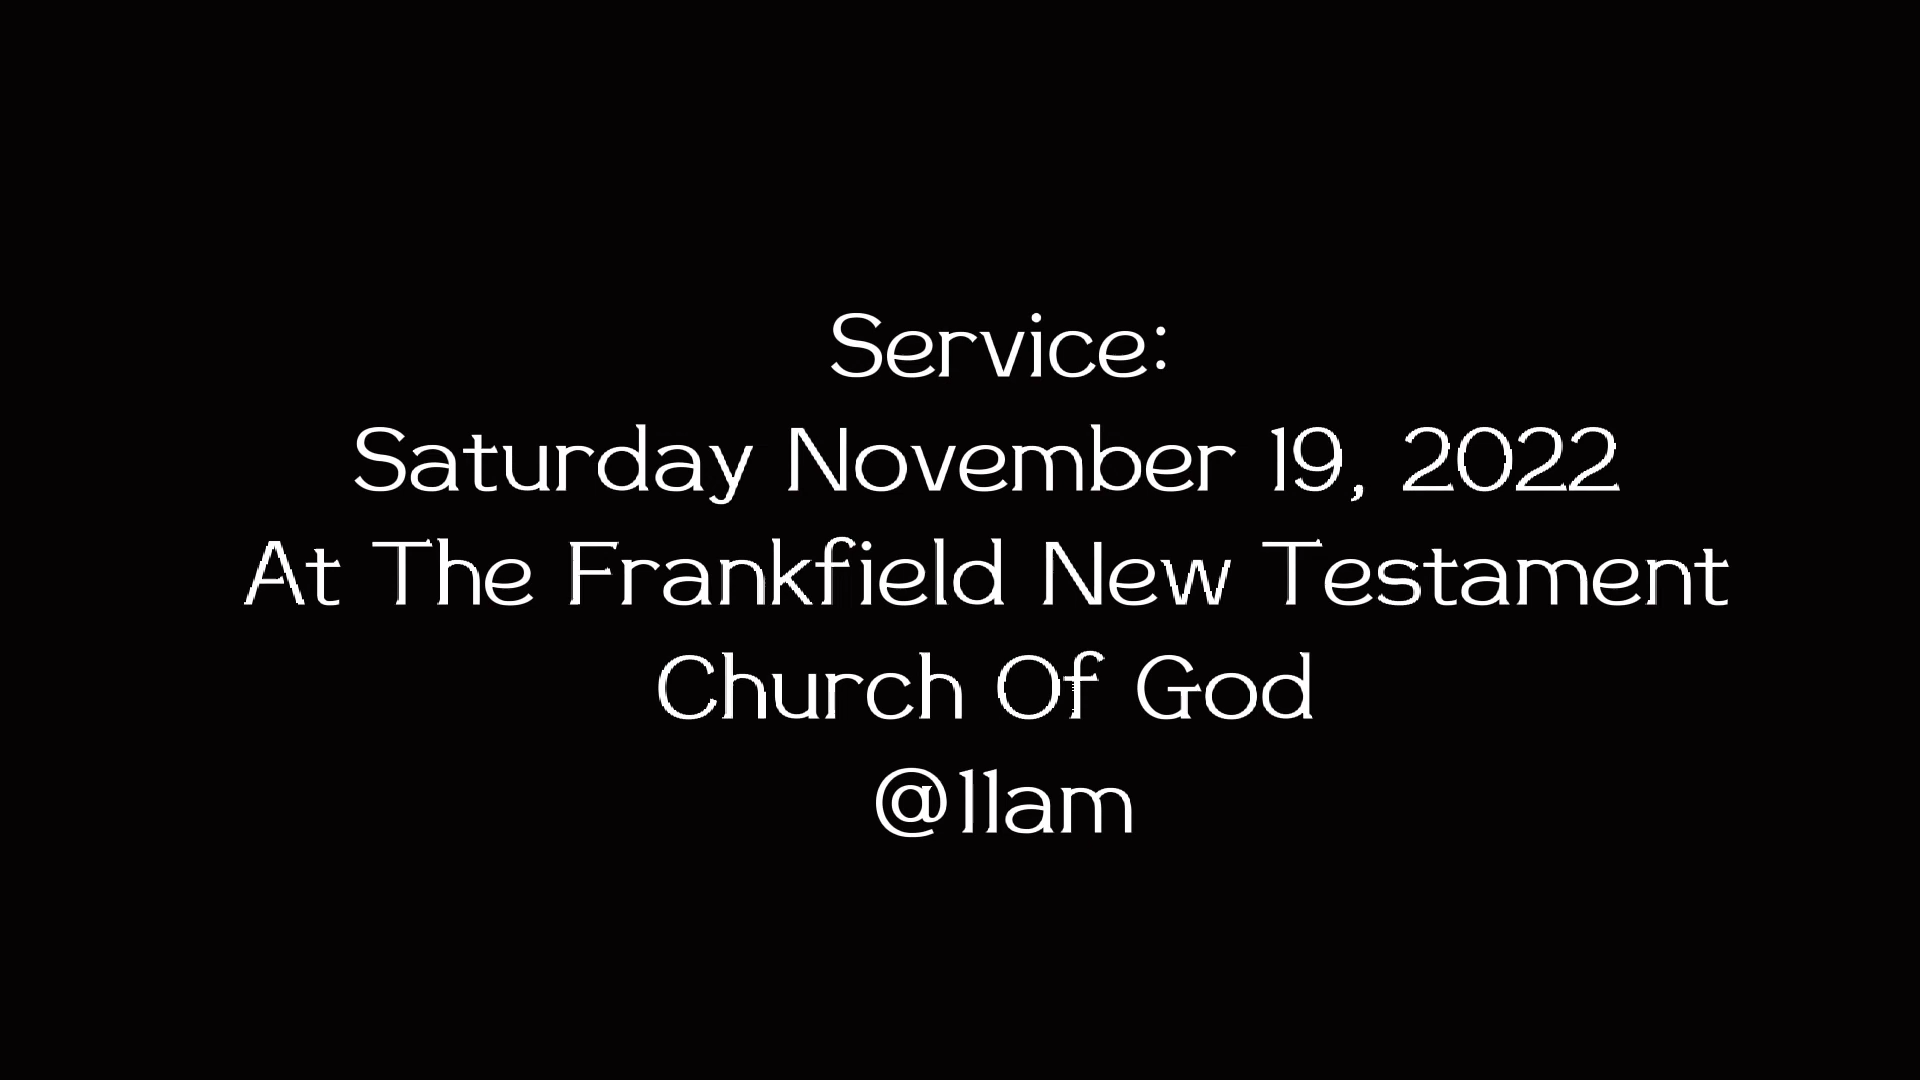 Service:
Saturday November 19, 2022
At The Frankfield New Testament
Church Of God
@11am